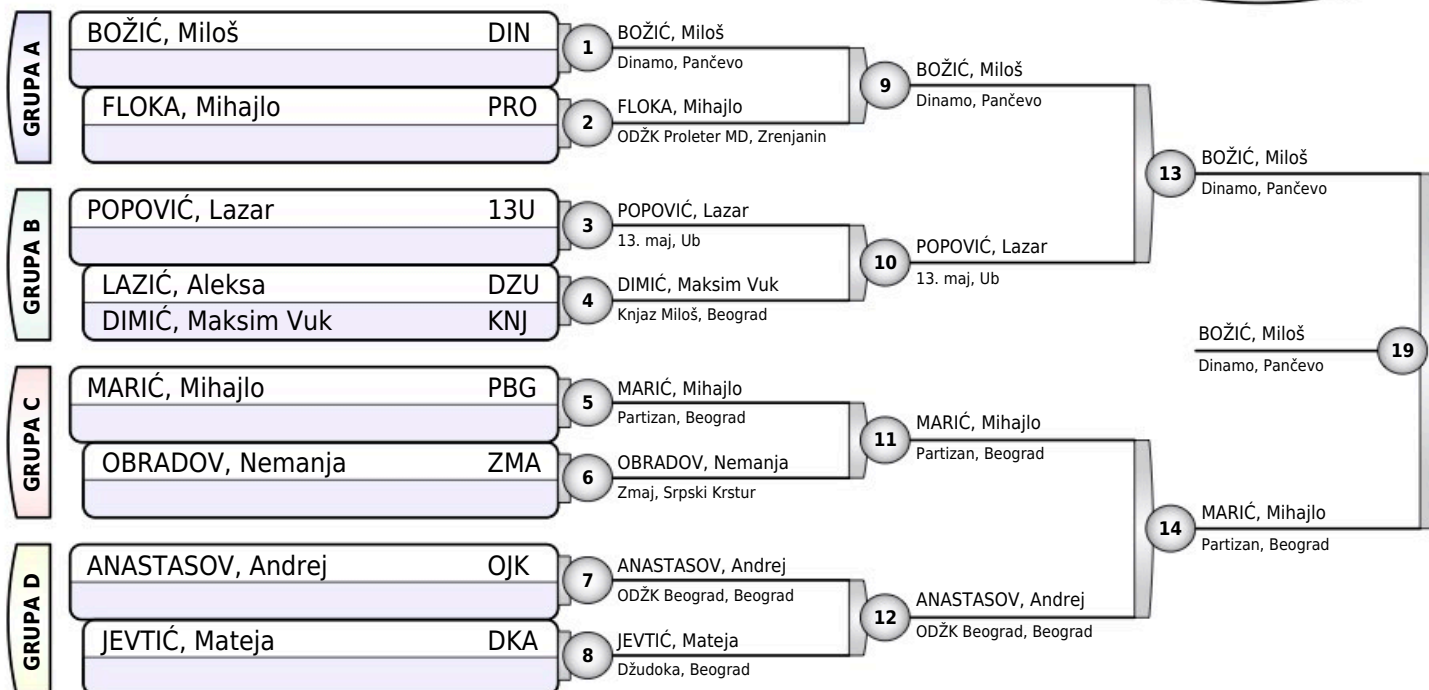 GRUPA A
BOŽIĆ, Miloš DIN
FLOKA, Mihajlo PRO
GRUPA B
POPOVIĆ, Lazar 13U
LAZIĆ, Aleksa DZU
DIMIĆ, Maksim Vuk KNJ
GRUPA C
MARIĆ, Mihajlo PBG
OBRADOV, Nemanja ZMA
GRUPA D
ANASTASOV, Andrej OJK
JEVTIĆ, Mateja DKA
1
BOŽIĆ, Miloš
Dinamo, Pančevo
2
FLOKA, Mihajlo
ODŽK Proleter MD, Zrenjanin
3
POPOVIĆ, Lazar
13. maj, Ub
4
DIMIĆ, Maksim Vuk
Knjaz Miloš, Beograd
5
MARIĆ, Mihajlo
Partizan, Beograd
6
OBRADOV, Nemanja
Zmaj, Srpski Krstur
7
ANASTASOV, Andrej
ODŽK Beograd, Beograd
8
JEVTIĆ, Mateja
Džudoka, Beograd
9
BOŽIĆ, Miloš
Dinamo, Pančevo
10
POPOVIĆ, Lazar
13. maj, Ub
11
MARIĆ, Mihajlo
Partizan, Beograd
12
ANASTASOV, Andrej
ODŽK Beograd, Beograd
13
BOŽIĆ, Miloš
Dinamo, Pančevo
14
MARIĆ, Mihajlo
Partizan, Beograd
BOŽIĆ, Miloš
Dinamo, Pančevo
19